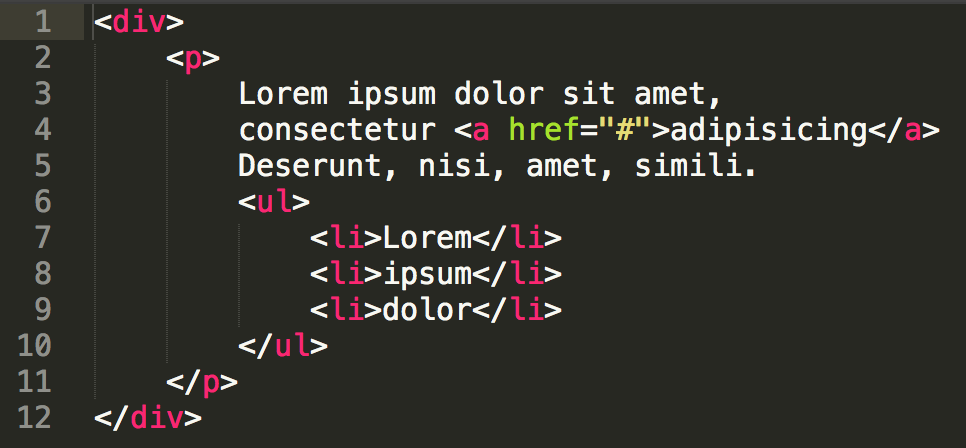 1 <div>
2     <p>
3         Lorem ipsum dolor sit amet,
4         consectetur <a href="#">adipisicing</a>
5         Deserunt, nisi, amet, simili.
6         <ul>
7             <li>Lorem</li>
8             <li>ipsum</li>
9             <li>dolor</li>
10         </ul>
11     </p>
12 </div>